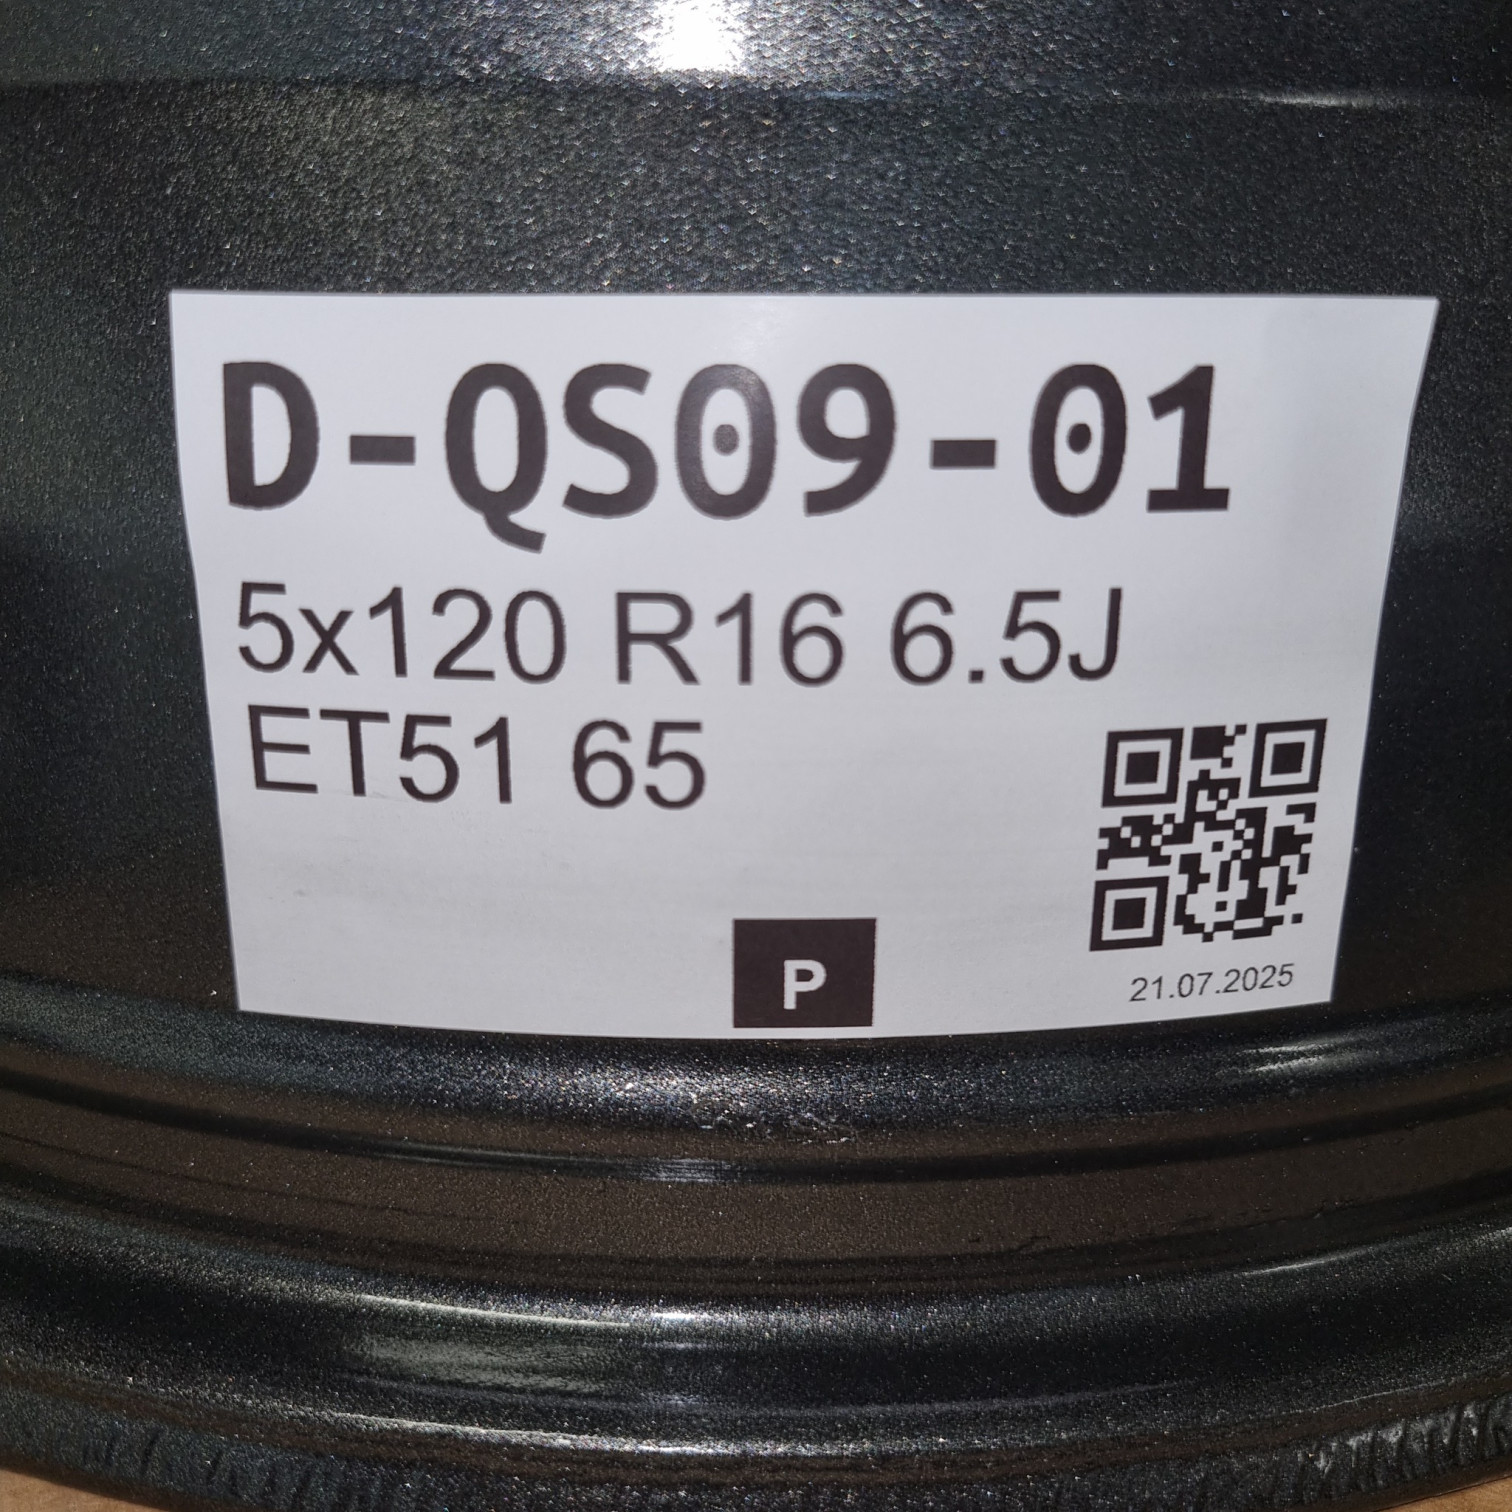 D-QS09-01
5x120 R16 6.5J
ET51 65
P
21.07.2025